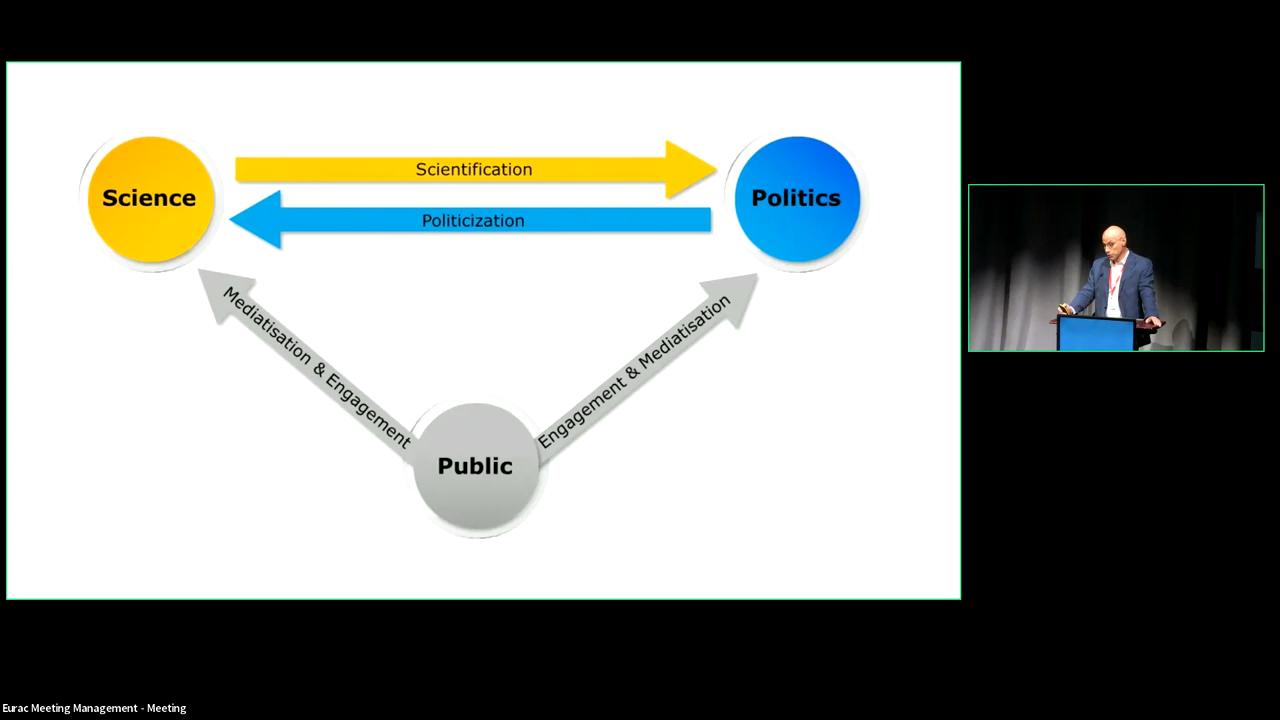 Scientification
Science
Politics
Politicization
Mediatisation & Engagement
Engagement & Mediatisation
Public
Eurac Meeting Management - Meeting